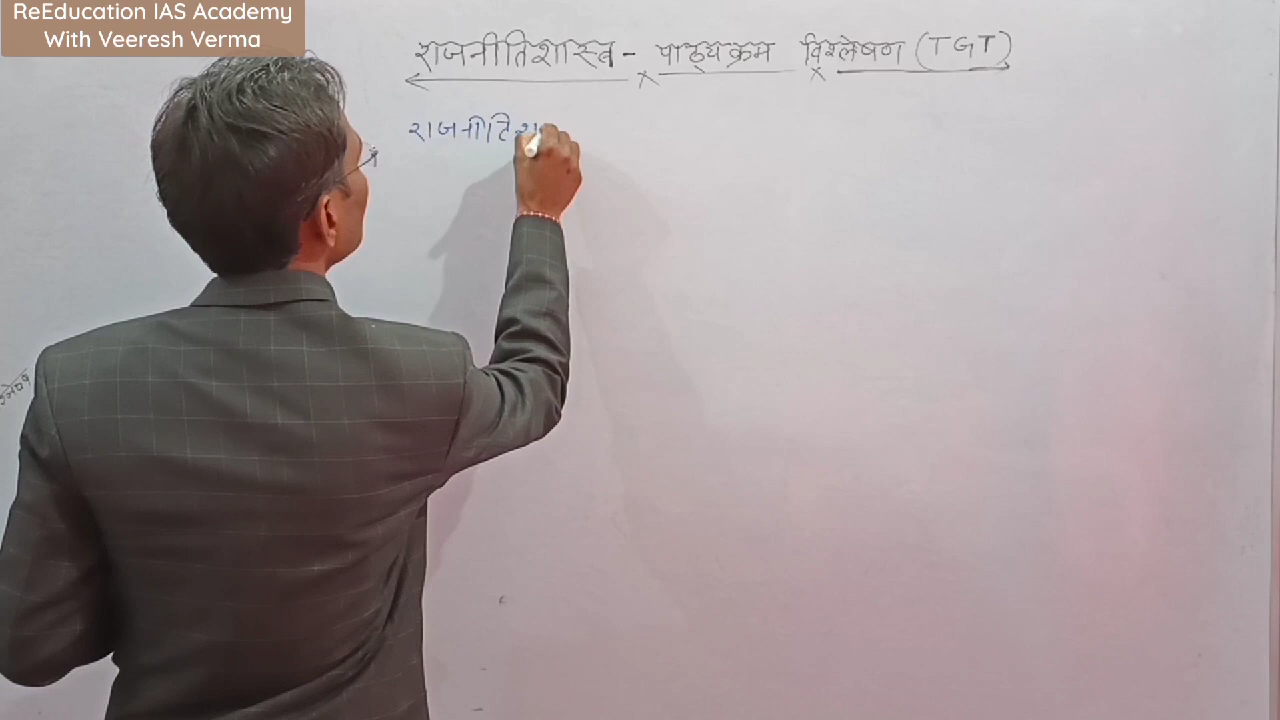 ReEducation IAS Academy
With Veeresh Verma
राजनीतिशास्त्र - पाठ्यक्रम विश्लेषण (TGT)
राजनीतिशा